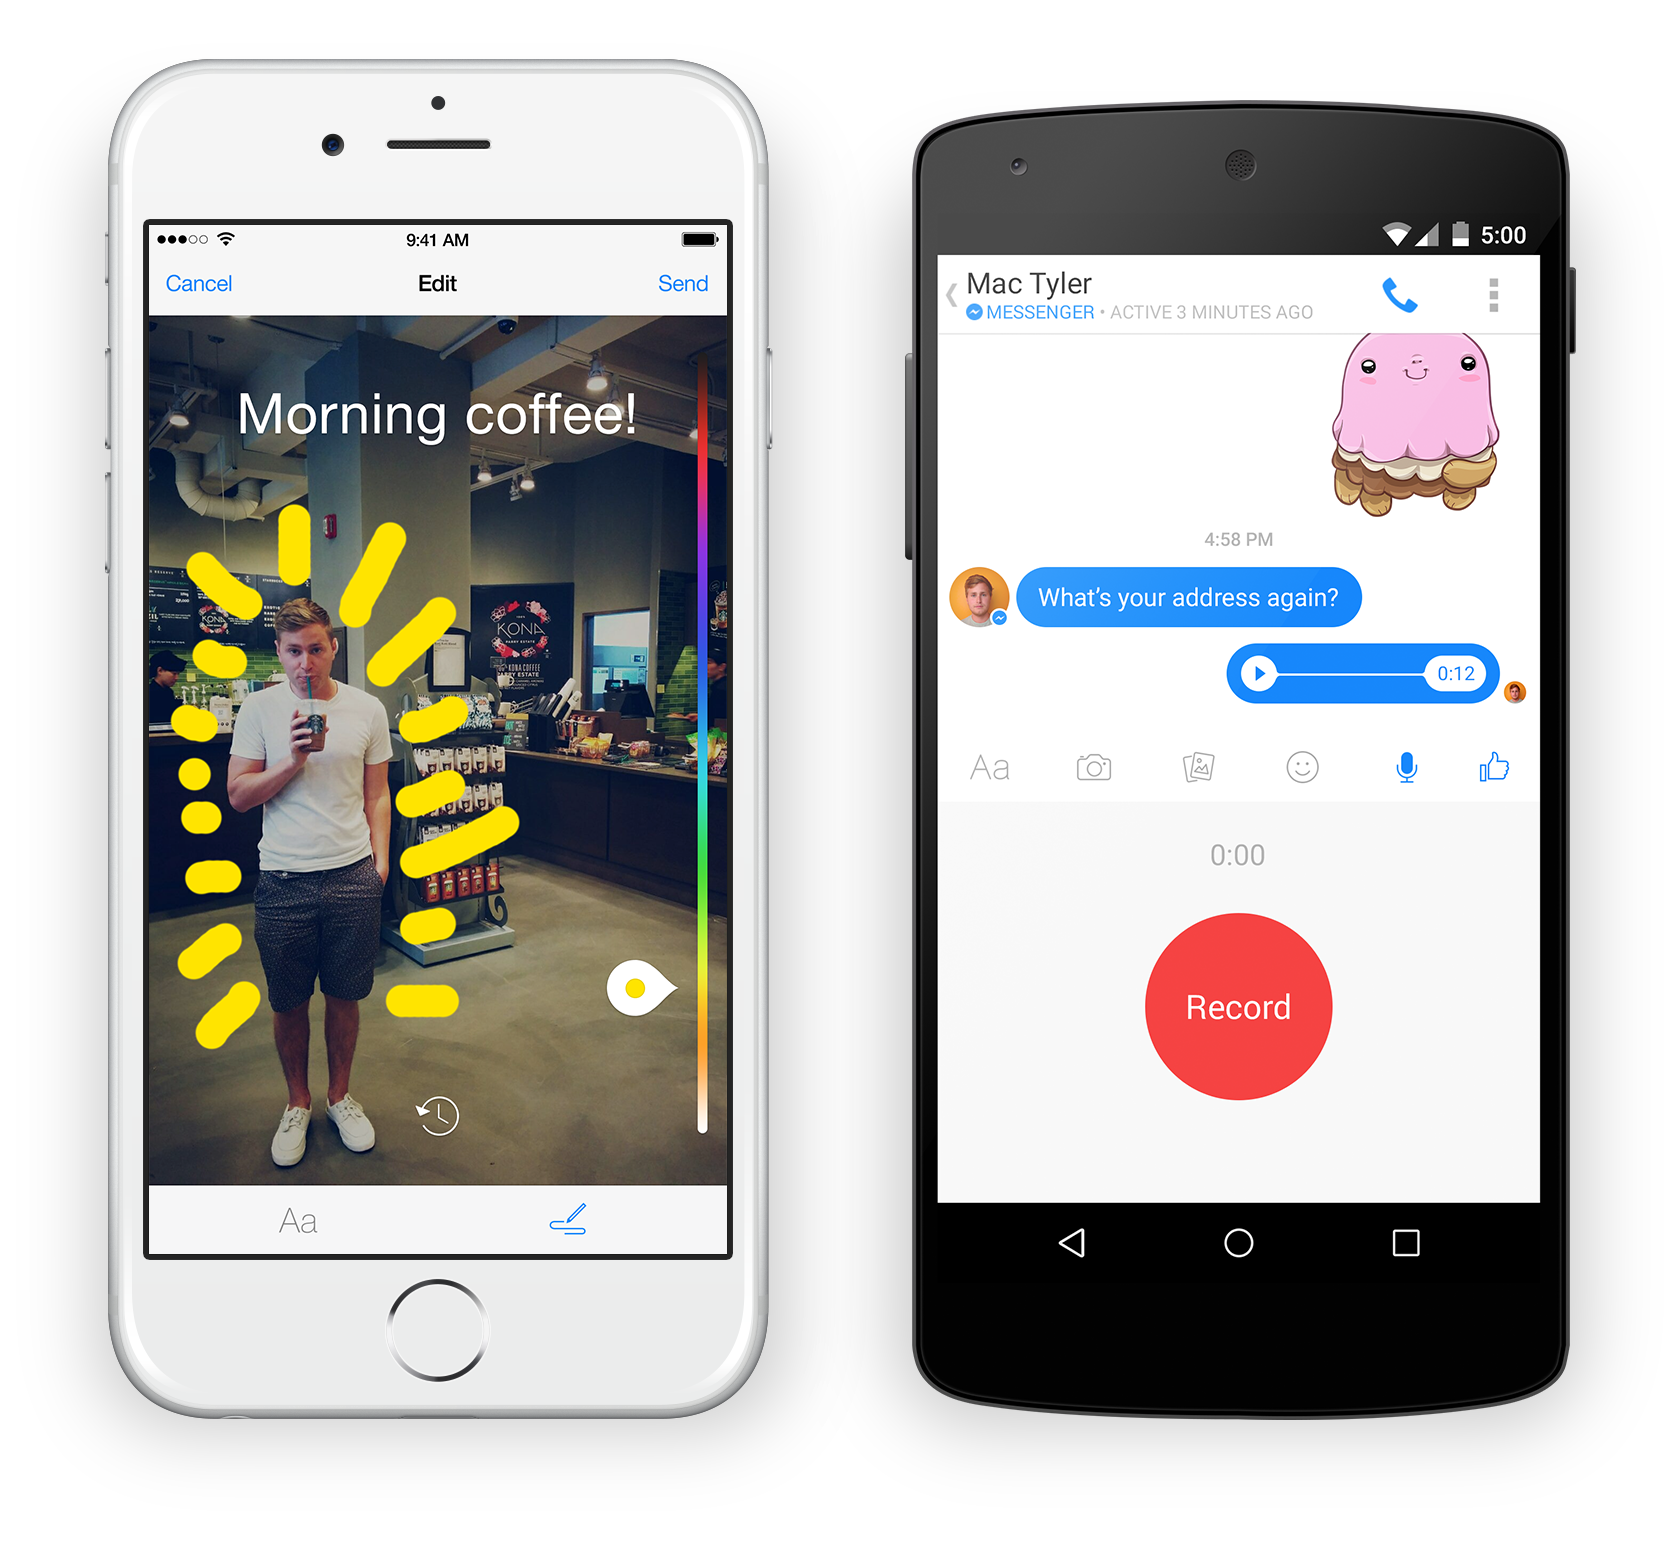 9:41 AM
Cancel
Edit
Send
Morning coffee!
KONA
KONA
KONA COFFEE
Aa
5:00
Mac Tyler
MESSENGER • ACTIVE 3 MINUTES AGO
4:58 PM
What's your address again?
0:12
Aa
0:00
Record